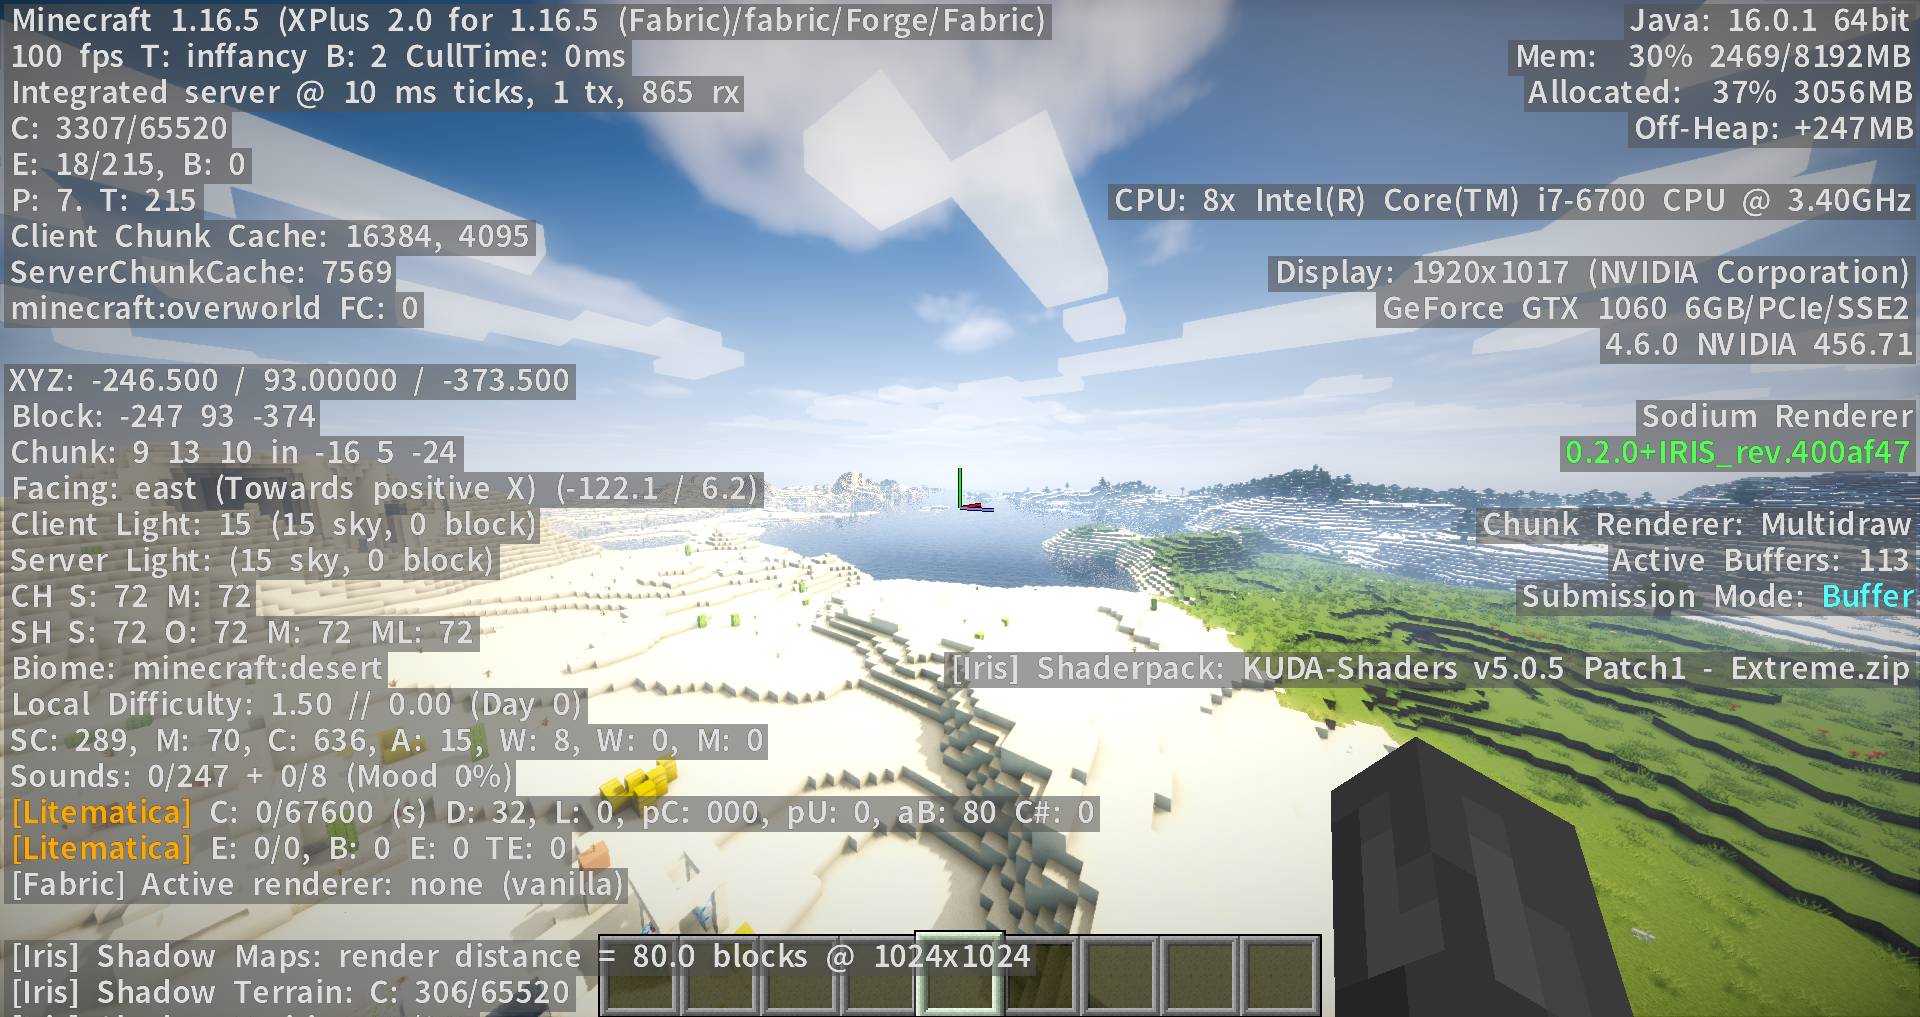 Minecraft 1.16.5 (XPlus 2.0 for 1.16.5 (Fabric)/fabric/Forge/Fabric)
100 fps T: inffancy B: 2 CullTime: 0ms
Integrated server @ 10 ms ticks, 1 tx, 865 rx
C: 3307/65520
E: 18/215, B: 0
P: 7. T: 215
Client Chunk Cache: 16384, 4095
ServerChunkCache: 7569
minecraft:overworld FC: 0
XYZ: -246.500 / 93.00000 / -373.500
Block: -247 93 -374
Chunk: 9 13 10 in -16 5 -24
Facing: east (Towards positive X) (-122.1 / 6.2)
Client Light: 15 (15 sky, 0 block)
Server Light: (15 sky, 0 block)
CH S: 72 M: 72
SH S: 72 O: 72 M: 72 ML: 72
Biome: minecraft:desert
Local Difficulty: 1.50 // 0.00 (Day 0)
SC: 289, M: 70, C: 636, A: 15, W: 8, W: 0, M: 0
Sounds: 0/247 + 0/8 (Mood 0%)
[Litematica] C: 0/67600 (s) D: 32, L: 0, pC: 000, pU: 0, aB: 80 C#: 0
[Litematica] E: 0/0, B: 0 E: 0 TE: 0
[Fabric] Active renderer: none (vanilla)
[Iris] Shadow Maps: render distance = 80.0 blocks @ 1024x1024
[Iris] Shadow Terrain: C: 306/65520
Java: 16.0.1 64bit
Mem: 30% 2469/8192MB
Allocated: 37% 3056MB
Off-Heap: +247MB
CPU: 8x Intel(R) Core(TM) i7-6700 CPU @ 3.40GHz
Display: 1920x1017 (NVIDIA Corporation)
GeForce GTX 1060 6GB/PCIe/SSE2
4.6.0 NVIDIA 456.71
Sodium Renderer
0.2.0+IRIS_rev.400af47
Chunk Renderer: Multidraw
Active Buffers: 113
Submission Mode: Buffer
[Iris] Shaderpack: KUDA-Shaders v5.0.5 Patch1 - Extreme.zip